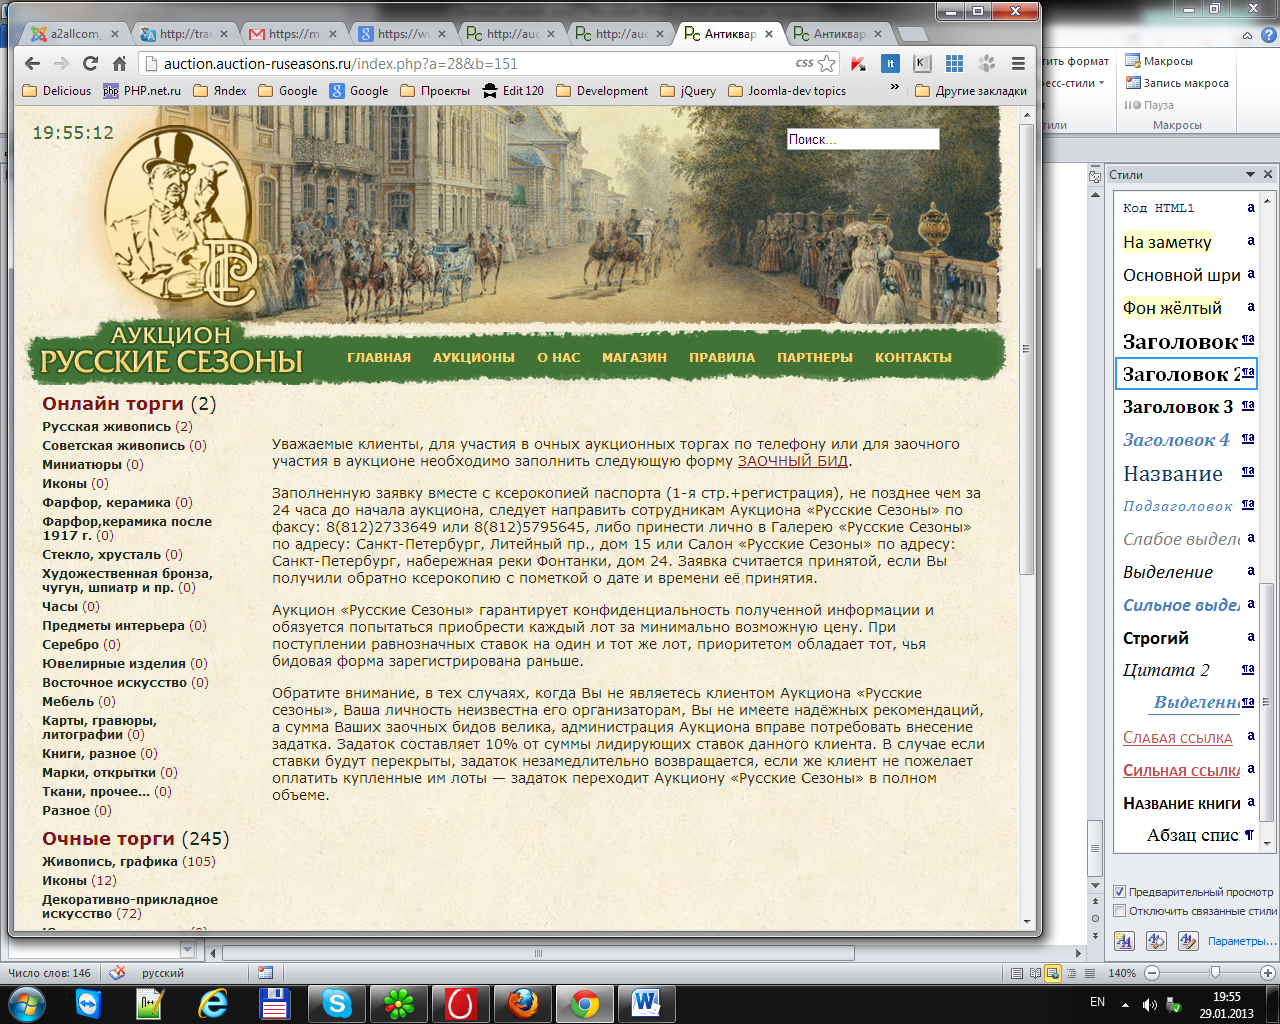 a2allcom_
http://tra
https://m
https://w
http://auc
http://auc
Антиквар
Антиквар
auction.auction-ruseasons.ru/index.php?a=28&b=151
css
Delicious
PHP.net.ru
Яndex
Google
Google
Проекты
Edit 120
Development
jQuery
Joomla-dev topics
»
Другие закладки
19:55:12
Поиск...
АУКЦИОН
РУССКИЕ СЕЗОНЫ
ГЛАВНАЯ АУКЦИОНЫ О НАС МАГАЗИН ПРАВИЛА ПАРТНЕРЫ КОНТАКТЫ
Онлайн торги (2)
Русская живопись (2)
Советская живопись (0)
Миниатюры (0)
Иконы (0)
Фарфор, керамика (0)
Фарфор,керамика после
1917 г. (0)
Стекло, хрусталь (0)
Художественная бронза,
чугун, шпиатр и пр. (0)
Часы (0)
Предметы интерьера (0)
Серебро (0)
Ювелирные изделия (0)
Восточное искусство (0)
Мебель (0)
Карты, гравюры,
литографии (0)
Книги, разное (0)
Марки, открытки (0)
Ткани, прочее... (0)
Разное (0)
Очные торги (245)
Живопись, графика (105)
Иконы (12)
Декоративно-прикладное
искусство (72)
Уважаемые клиенты, для участия в очных аукционных торгах по телефону или для заочного
участия в аукционе необходимо заполнить следующую форму ЗАОЧНЫЙ БИД.
Заполненную заявку вместе с ксерокопией паспорта (1-я стр.+регистрация), не позднее чем за
24 часа до начала аукциона, следует направить сотрудникам Аукциона «Русские Сезоны» по
факсу: 8(812)2733649 или 8(812)5795645, либо принести лично в Галерею «Русские Сезоны»
по адресу: Санкт-Петербург, Литейный пр., дом 15 или Салон «Русские Сезоны» по адресу:
Санкт-Петербург, набережная реки Фонтанки, дом 24. Заявка считается принятой, если Вы
получили обратно ксерокопию с пометкой о дате и времени её принятия.
Аукцион «Русские Сезоны» гарантирует конфиденциальность полученной информации и
обязуется попытаться приобрести каждый лот за минимально возможную цену. При
поступлении равнозначных ставок на один и тот же лот, приоритетом обладает тот, чья
бидовая форма зарегистрирована раньше.
Обратите внимание, в тех случаях, когда Вы не являетесь клиентом Аукциона «Русские
сезоны», Ваша личность неизвестна его организаторам, Вы не имеете надёжных рекомендаций,
а сумма Ваших заочных бидов велика, администрация Аукциона вправе потребовать внесение
задатка. Задаток составляет 10% от суммы лидирующих ставок данного клиента. В случае если
ставки будут перекрыты, задаток незамедлительно возвращается, если же клиент не пожелает
оплатить купленные им лоты — задаток переходит Аукциону «Русские Сезоны» в полном
объеме.
тить формат
есс-стили
тили
Макросы
Запись макроса
Пауза
Макросы
Стили
Код HTML1 a
На заметку a
Основной шри a
Фон жёлтый a
Заголовок ¶a
Заголовок 2 ¶a
Заголовок 3 ¶a
Заголовок 4 ¶a
Название ¶a
Подзаголовок ¶a
Слабое выделе a
Выделение a
Сильное выдел a
Строгий a
Цитата 2 ¶a
Выделенн ¶a
Слабая ссылка a
Сильная ссылка a
Название книги a
Абзац спис ¶
Предварительный просмотр
Отключить связанные стили
Параметры...
Число слов: 146
русский
140%
EN
19:55
29.01.2013